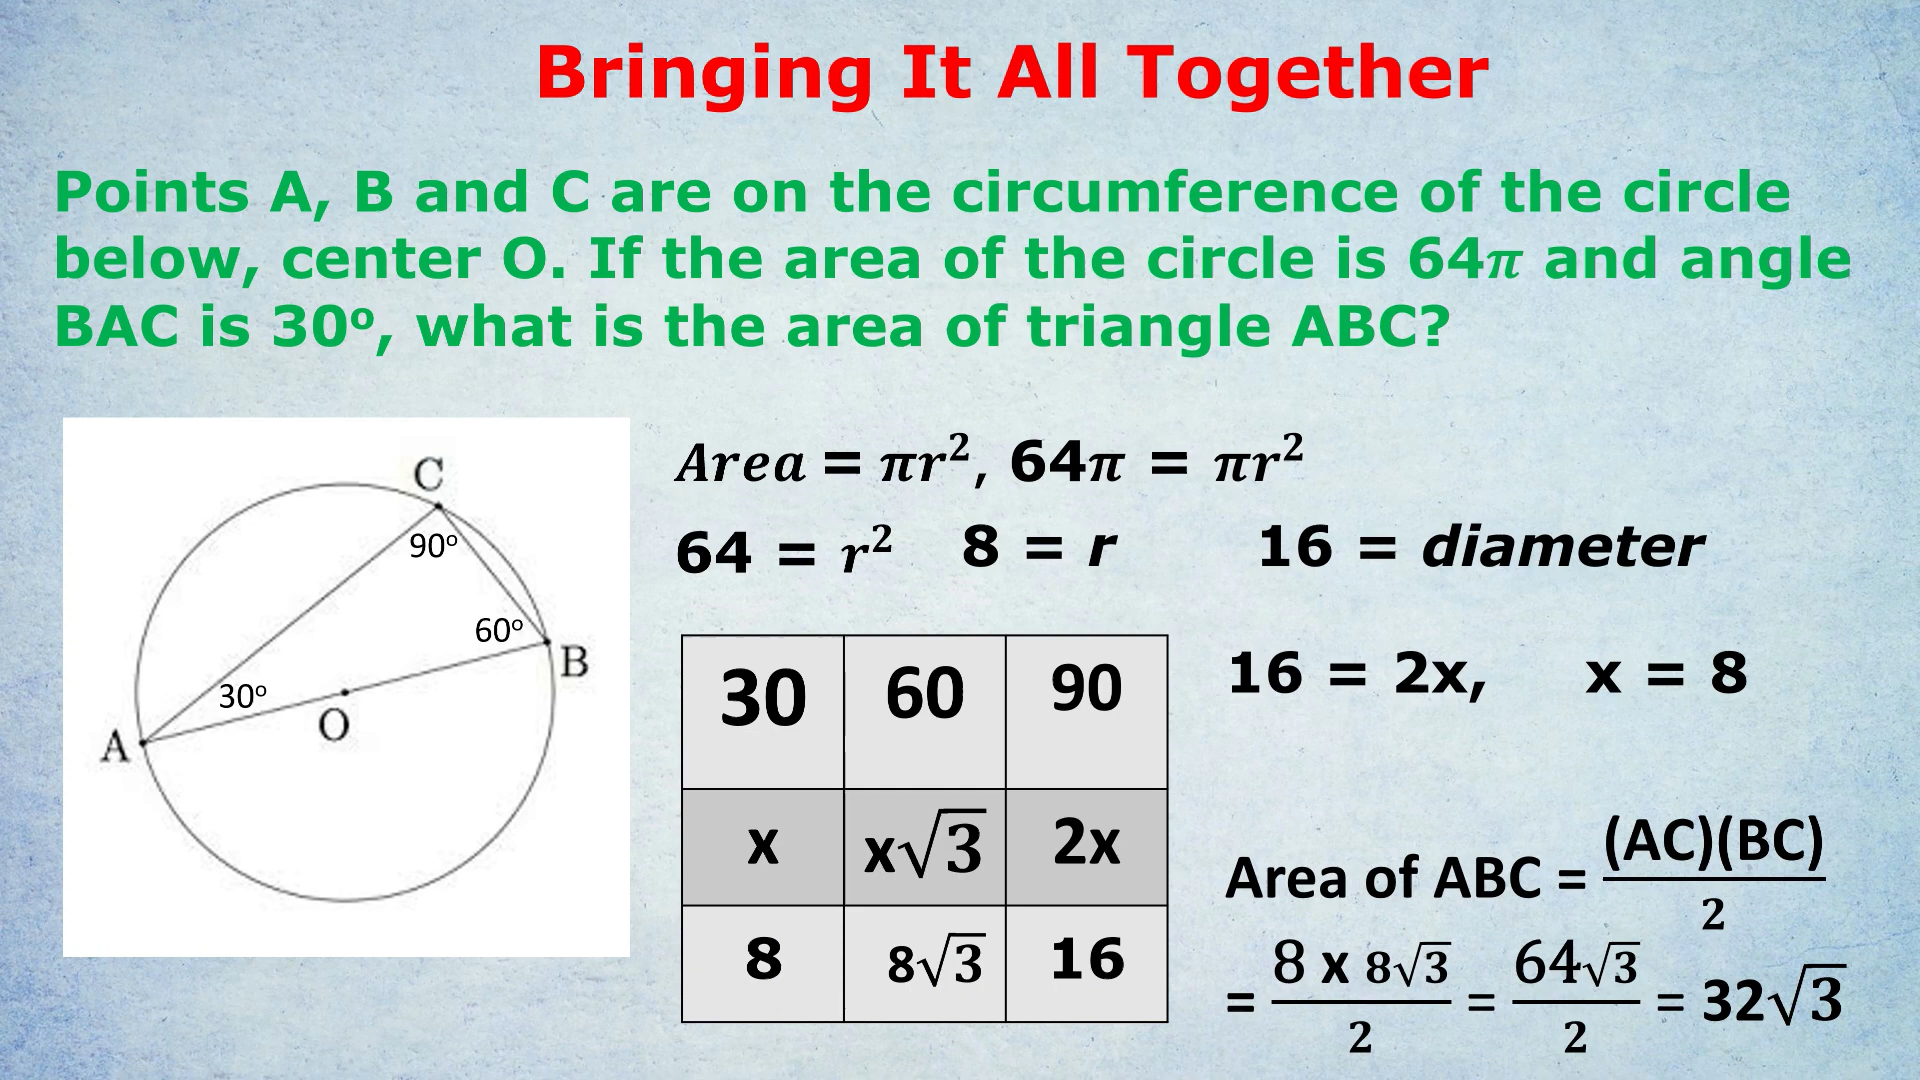 Bringing It All Together
Points A, B and C are on the circumference of the circle
below, center O. If the area of the circle is 64π and angle
BAC is 30º, what is the area of triangle ABC?
C
90º
60º
B
30º
O
A
Area = πr², 64π = πr²
64 = r² 8 = r 16 = diameter
30 60 90
x x√3 2x
8 8√3 16
16 = 2x, x = 8
Area of ABC = (AC)(BC)/2
= 8 x 8√3/2 = 64√3/2 = 32√3